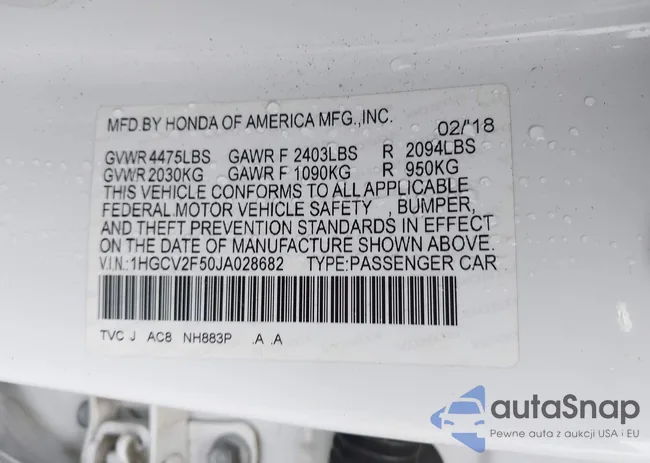 MFD.BY HONDA OF AMERICA MFG.,INC. 02/'18
GVWR 4475LBS GAWR F 2403LBS R 2094LBS
GVWR 2030KG GAWR F 1090KG R 950KG
THIS VEHICLE CONFORMS TO ALL APPLICABLE
FEDERAL MOTOR VEHICLE SAFETY , BUMPER,
AND THEFT PREVENTION STANDARDS IN EFFECT
ON THE DATE OF MANUFACTURE SHOWN ABOVE.
V.I.N.:1HGCV2F50JA028682 TYPE:PASSENGER CAR
TVC J AC8 NH883P .A .A
autaSnap
Pewne auta z aukcji USA i EU